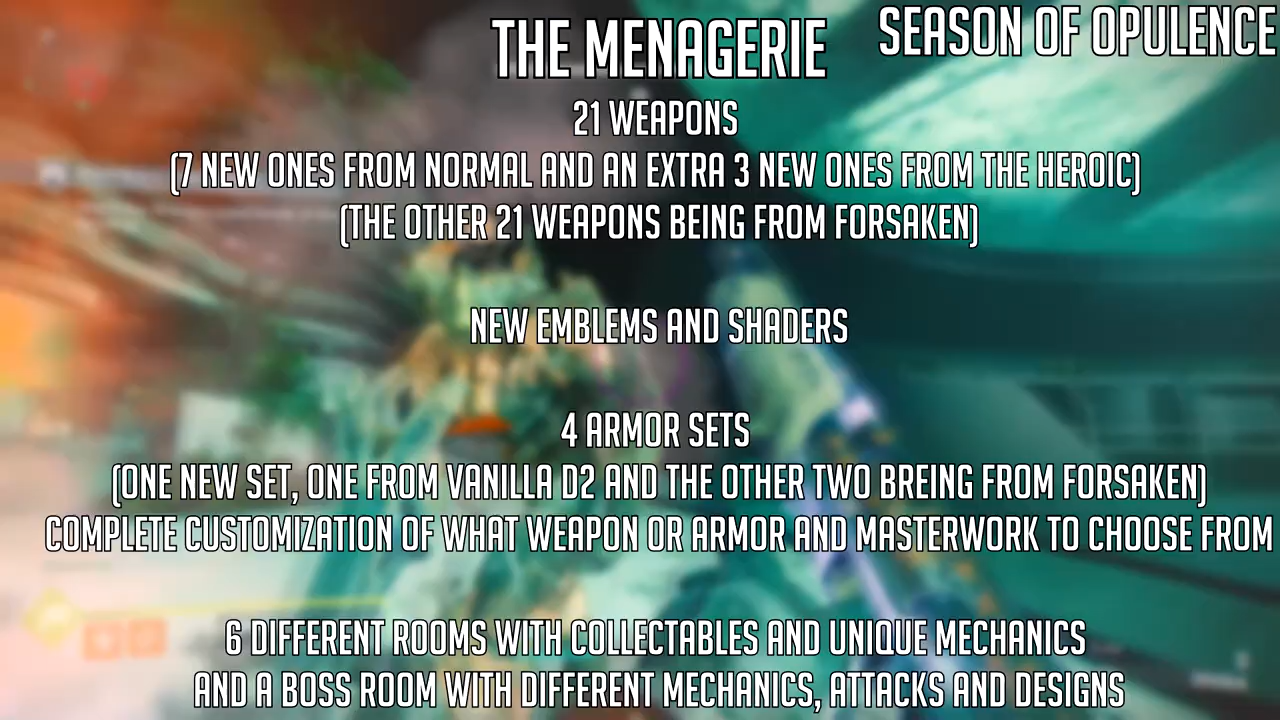 THE MENAGERIE
SEASON OF OPULENCE
21 WEAPONS
(7 NEW ONES FROM NORMAL AND AN EXTRA 3 NEW ONES FROM THE HEROIC)
(THE OTHER 21 WEAPONS BEING FROM FORSAKEN)
NEW EMBLEMS AND SHADERS
4 ARMOR SETS
(ONE NEW SET, ONE FROM VANILLA D2 AND THE OTHER TWO BREING FROM FORSAKEN)
COMPLETE CUSTOMIZATION OF WHAT WEAPON OR ARMOR AND MASTERWORK TO CHOOSE FROM
6 DIFFERENT ROOMS WITH COLLECTABLES AND UNIQUE MECHANICS
AND A BOSS ROOM WITH DIFFERENT MECHANICS, ATTACKS AND DESIGNS